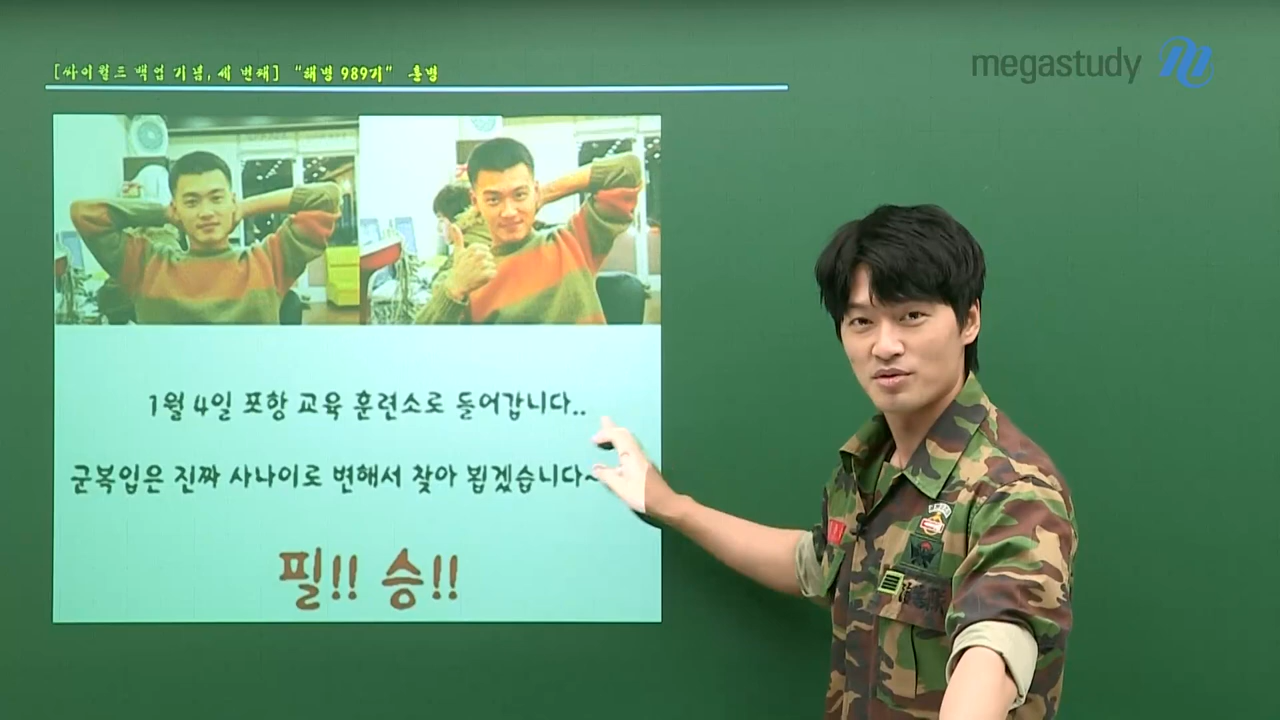 [싸이월드 백업 기념, 세 번째] "해병 989기" 홍병
megastudy
1월 4일 포항 교육 훈련소로 들어갑니다..
군복입은 진짜 사나이로 변해서 찾아 뵙겠습니다~
필!! 승!!